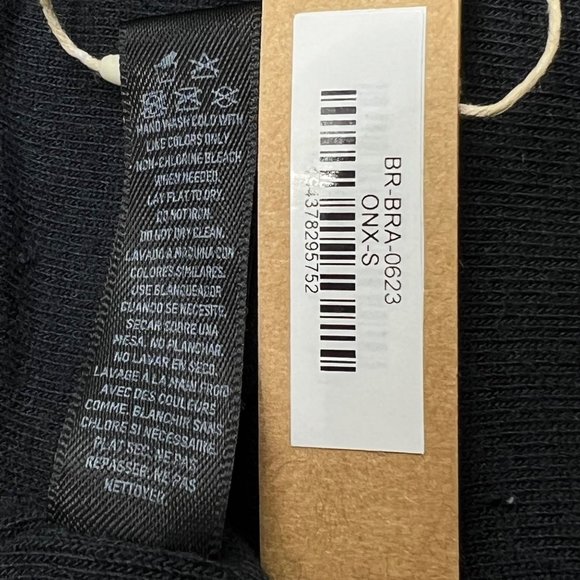 HAND WASH COLD WITH
LIKE COLORS ONLY
NON-CHLORINE BLEACH
WHEN NEEDED.
LAY FLAT TO DRY.
DO NOT IRON.
DO NOT DRY CLEAN.
LAVADO A MAQUINA CON
COLORES SIMILARES.
USE BLANQUEADOR
CUANDO SE NECESITE.
SECAR SOBRE UNA
MESA. NO PLANCHAR.
NO LAVAR EN SECO.
LAVAGE A LA MAIN FROID
AVEC DES COULEURS
COMME. BLANCHIR SANS
CHLORE SI NECESSAIRE.
PLAT SEC. NE PAS
REPASSER. NE PAS
NETTOYER.
BR-BRA-0623
ONX-S
4378295752